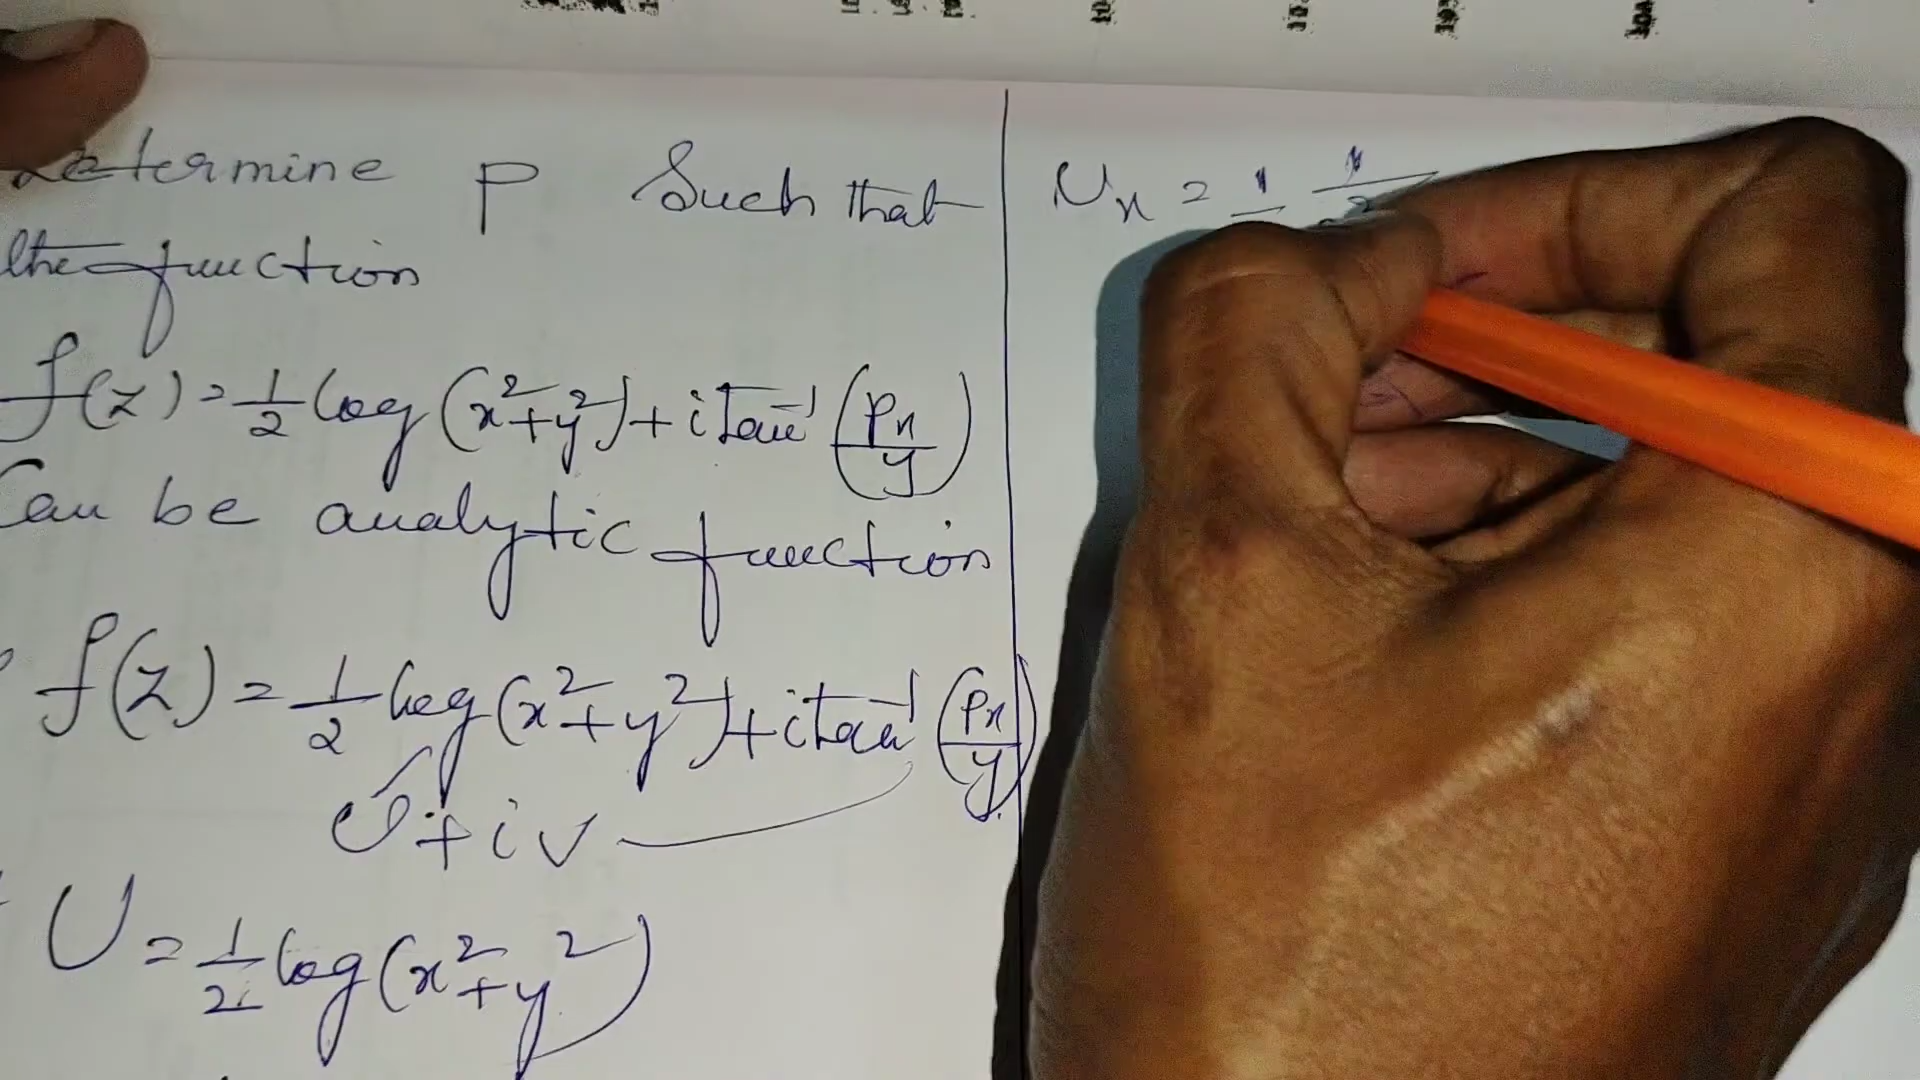 Determine P Such that
the function
f(z) = 1/2 log (x²+y²) + i tan⁻¹ (px/y)
Can be analytic function
f(z) = 1/2 log (x²+y²) + i tan⁻¹ (px/y)
U + iv
U = 1/2 log (x²+y²)
Ux = 1